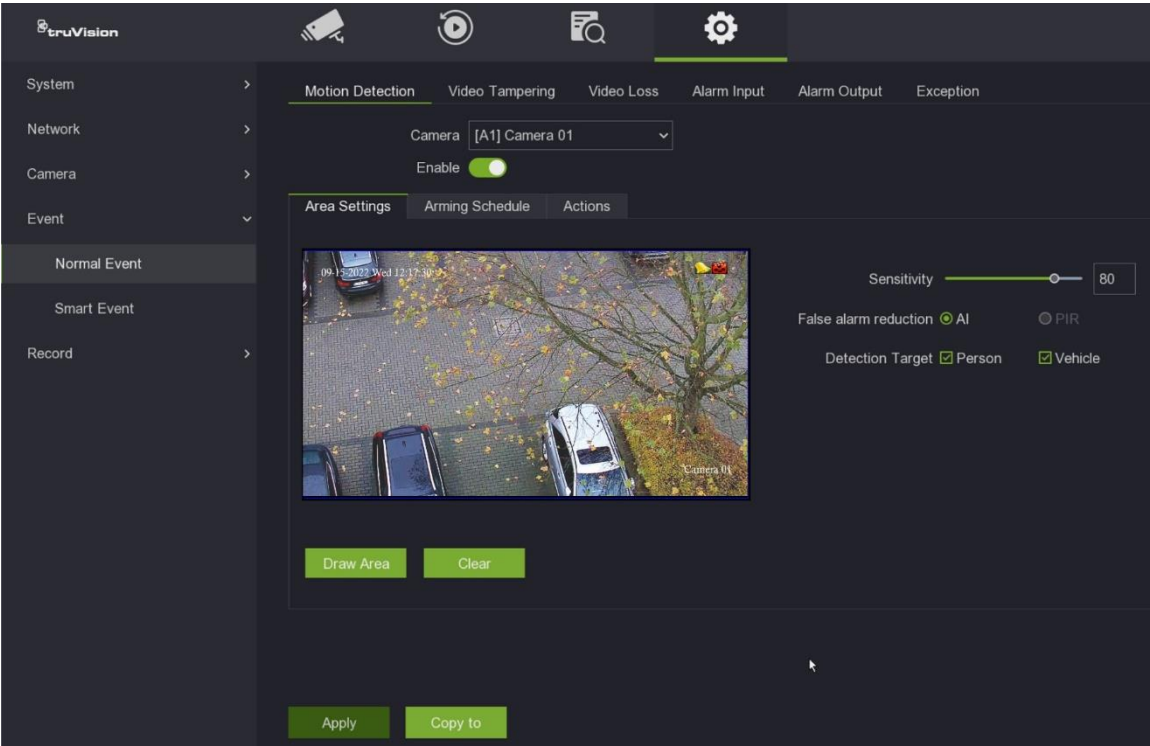 truVision
System
Network
Camera
Event
Normal Event
Smart Event
Record
Motion Detection Video Tampering Video Loss Alarm Input Alarm Output Exception
Camera [A1] Camera 01
Enable
Area Settings Arming Schedule Actions
09-15-2022 Wed 12:17:30
Camera 01
Sensitivity 80
False alarm reduction AI PIR
Detection Target Person Vehicle
Draw Area Clear
Apply Copy to